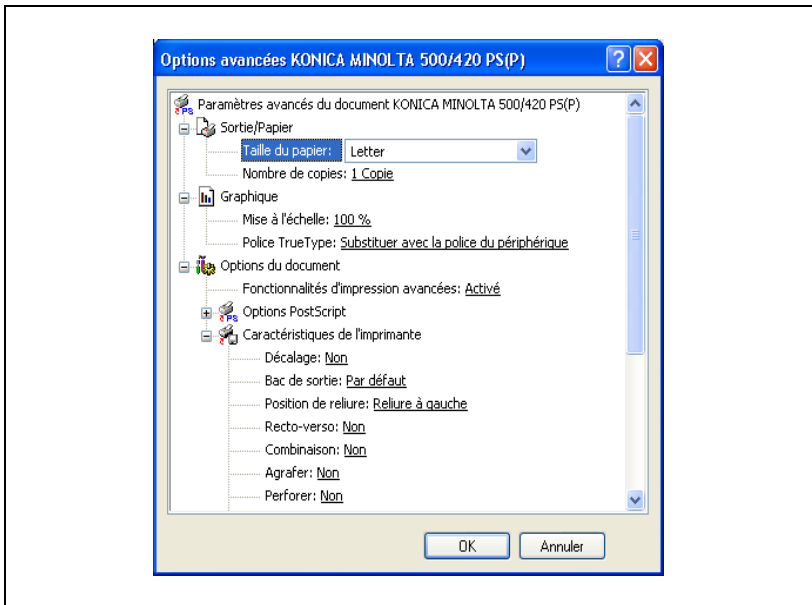 Options avancées KONICA MINOLTA 500/420 PS(P)
Paramètres avancés du document KONICA MINOLTA 500/420 PS(P)
Sortie/Papier
Taille du papier: Letter
Nombre de copies: 1 Copie
Graphique
Mise à l'échelle: 100 %
Police TrueType: Substituer avec la police du périphérique
Options du document
Fonctionnalités d'impression avancées: Activé
Options PostScript
Caractéristiques de l'imprimante
Décalage: Non
Bac de sortie: Par défaut
Position de reliure: Reliure à gauche
Recto-verso: Non
Combinaison: Non
Agrafer: Non
Perforer: Non
OK Annuler